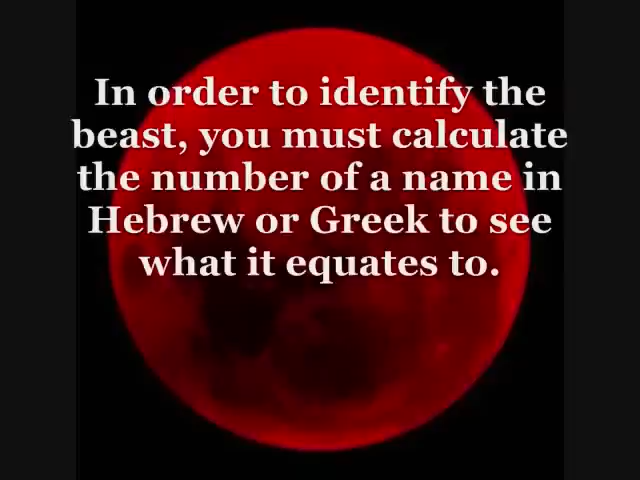 In order to identify the
beast, you must calculate
the number of a name in
Hebrew or Greek to see
what it equates to.